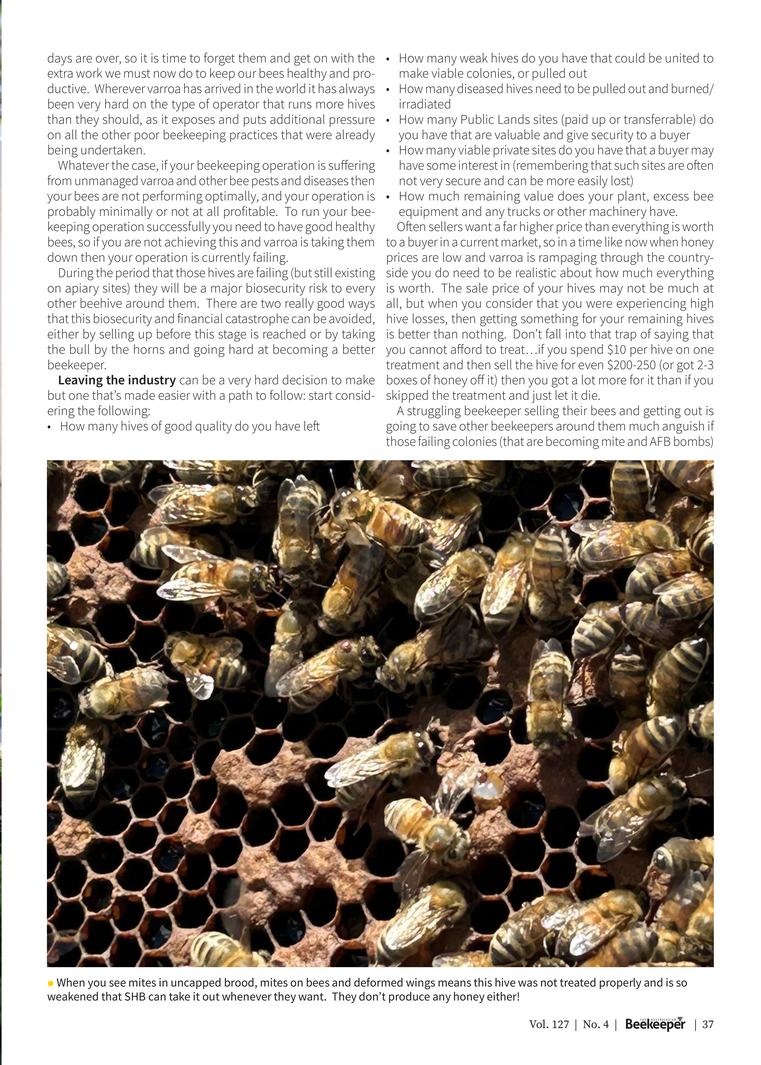 days are over, so it is time to forget them and get on with the
extra work we must now do to keep our bees healthy and pro-
ductive. Wherever varroa has arrived in the world it has always
been very hard on the type of operator that runs more hives
than they should, as it exposes and puts additional pressure
on all the other poor beekeeping practices that were already
being undertaken.
Whatever the case, if your beekeeping operation is suffering
from unmanaged varroa and other bee pests and diseases then
your bees are not performing optimally, and your operation is
probably minimally or not at all profitable. To run your bee-
keeping operation successfully you need to have good healthy
bees, so if you are not achieving this and varroa is taking them
down then your operation is currently failing.
During the period that those hives are failing (but still existing
on apiary sites) they will be a major biosecurity risk to every
other beehive around them. There are two really good ways
that this biosecurity and financial catastrophe can be avoided,
either by selling up before this stage is reached or by taking
the bull by the horns and going hard at becoming a better
beekeeper.
Leaving the industry can be a very hard decision to make
but one that's made easier with a path to follow: start consid-
ering the following:
• How many hives of good quality do you have left
• How many weak hives do you have that could be united to
make viable colonies, or pulled out
• How many diseased hives need to be pulled out and burned/
irradiated
• How many Public Lands sites (paid up or transferrable) do
you have that are valuable and give security to a buyer
• How many viable private sites do you have that a buyer may
have some interest in (remembering that such sites are often
not very secure and can be more easily lost)
• How much remaining value does your plant, excess bee
equipment and any trucks or other machinery have.
Often sellers want a far higher price than everything is worth
to a buyer in a current market, so in a time like now when honey
prices are low and varroa is rampaging through the country-
side you do need to be realistic about how much everything
is worth. The sale price of your hives may not be much at
all, but when you consider that you were experiencing high
hive losses, then getting something for your remaining hives
is better than nothing. Don't fall into that trap of saying that
you cannot afford to treat…if you spend $10 per hive on one
treatment and then sell the hive for even $200-250 (or got 2-3
boxes of honey off it) then you got a lot more for it than if you
skipped the treatment and just let it die.
A struggling beekeeper selling their bees and getting out is
going to save other beekeepers around them much anguish if
those failing colonies (that are becoming mite and AFB bombs)
● When you see mites in uncapped brood, mites on bees and deformed wings means this hive was not treated properly and is so
weakened that SHB can take it out whenever they want. They don't produce any honey either!
Vol. 127 | No. 4 | Beekeeper | 37